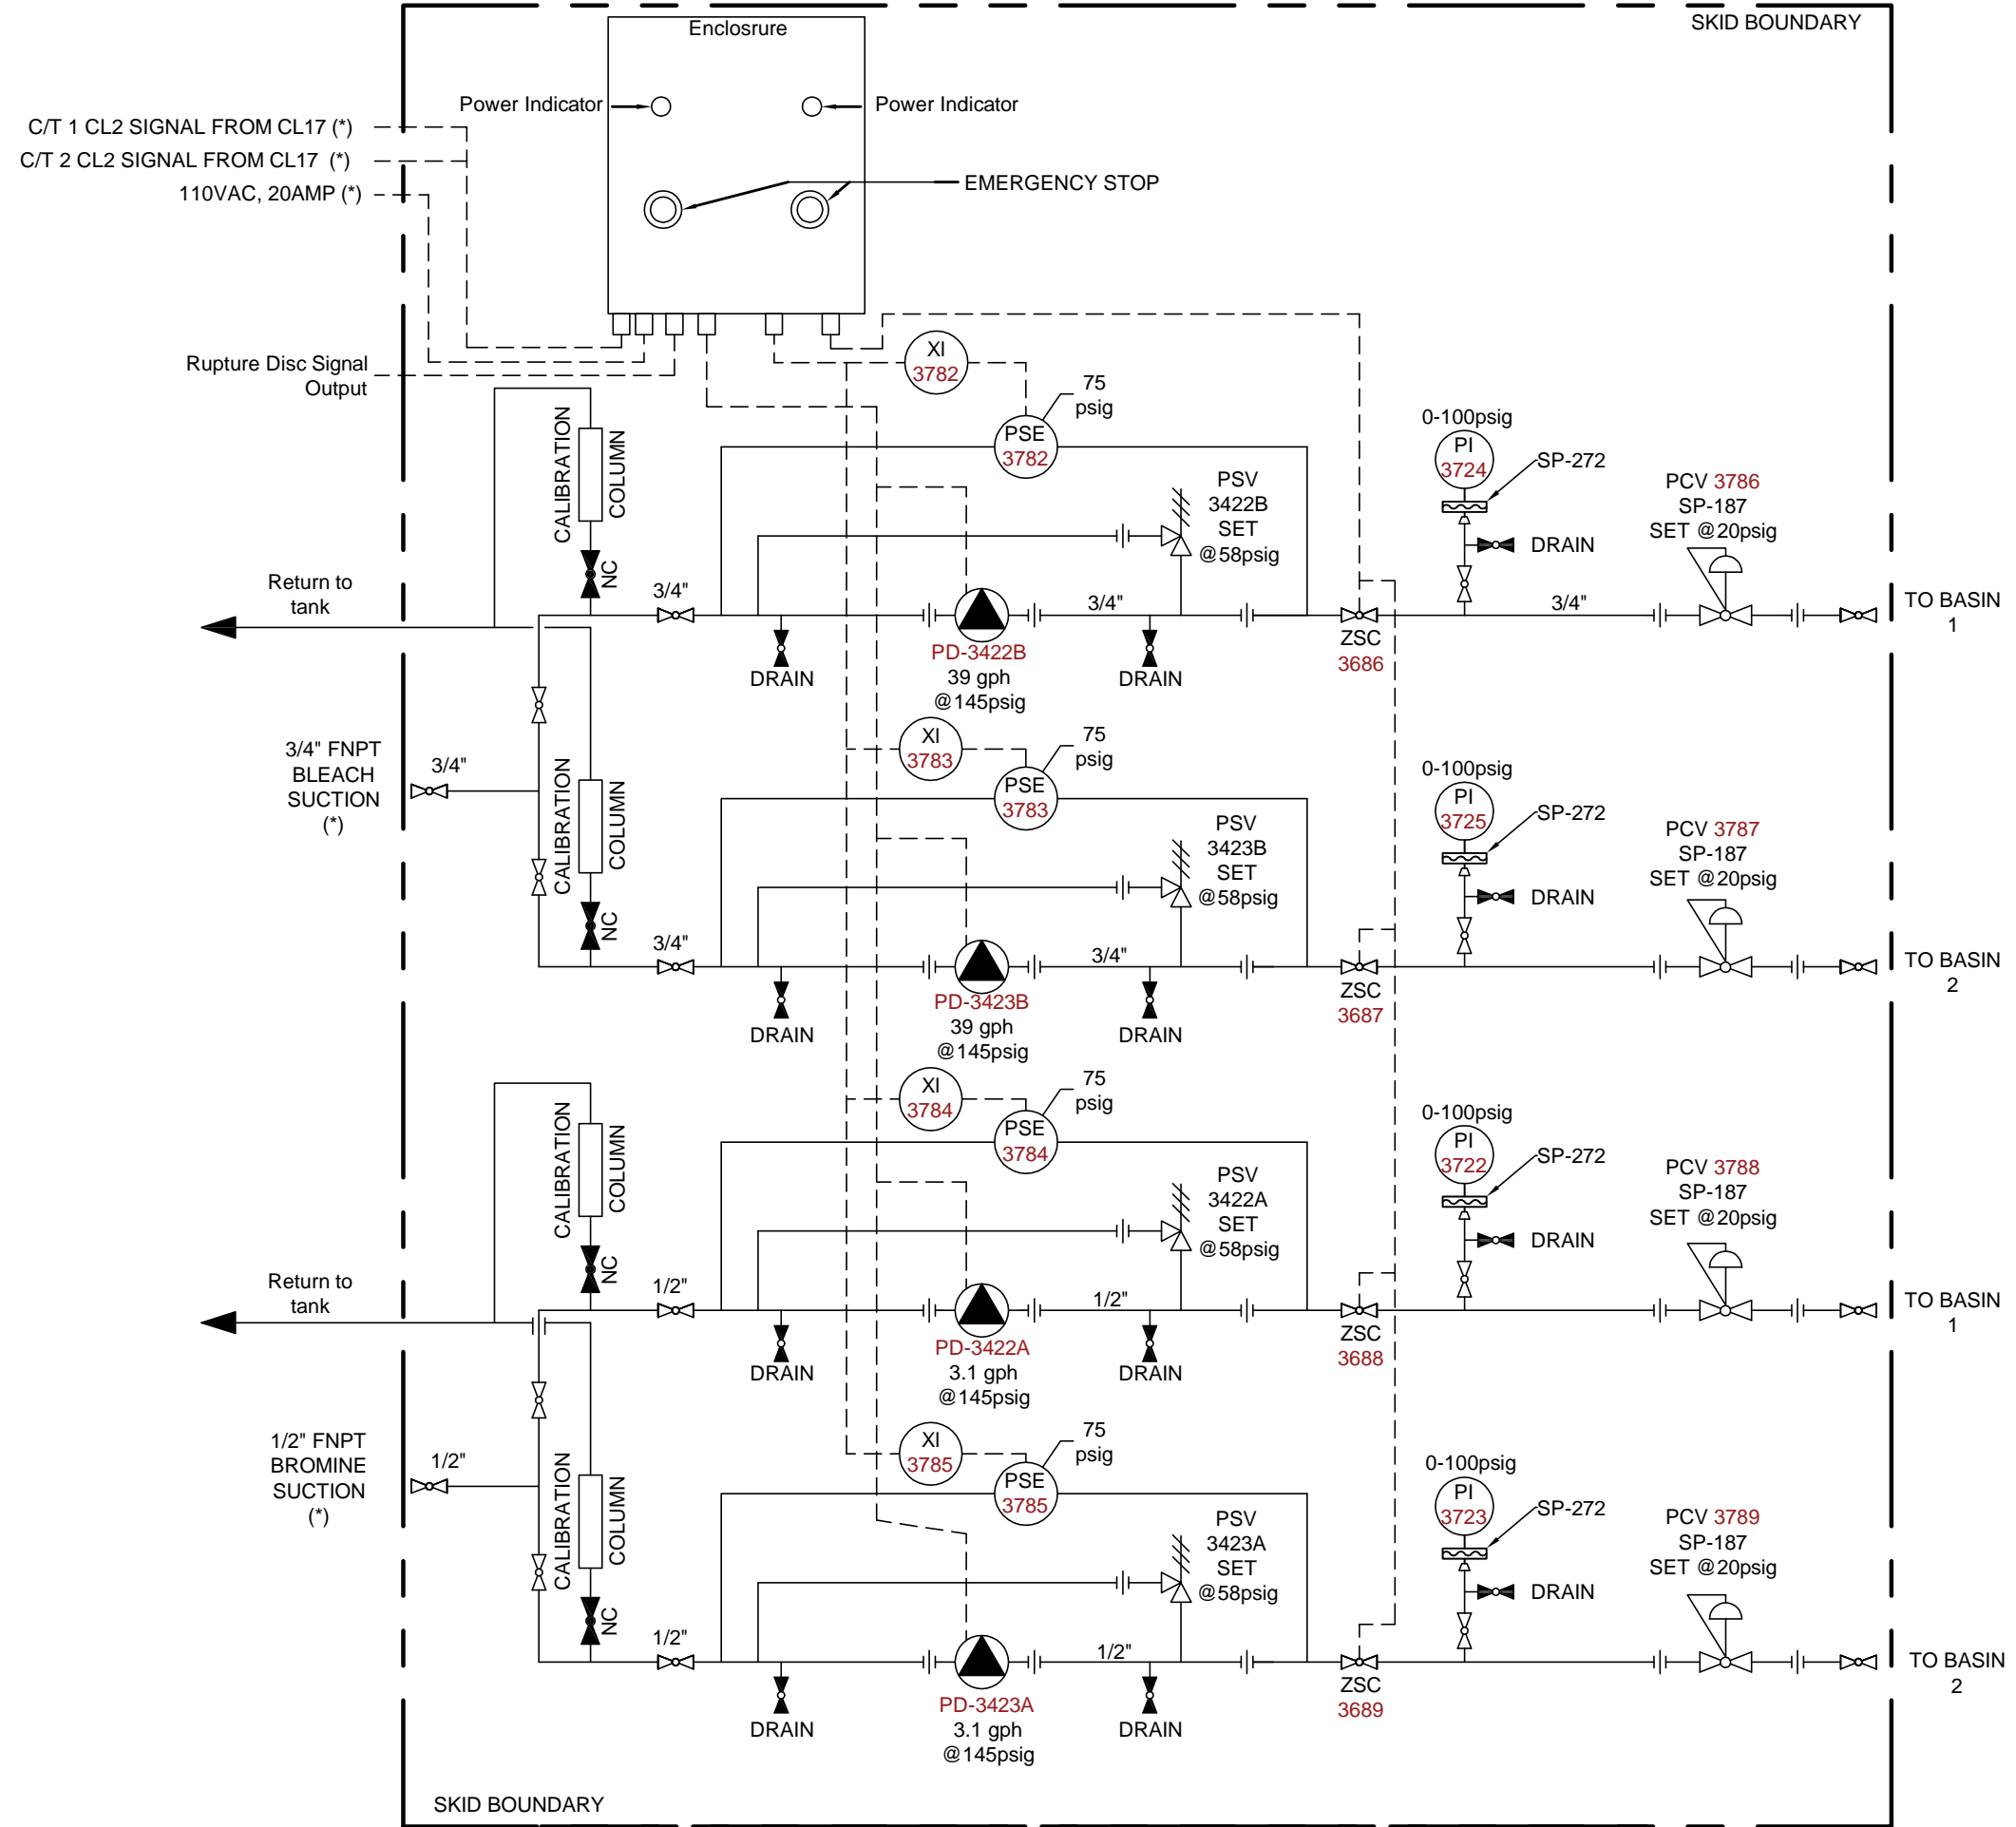 SKID BOUNDARY
Enclosrure
Power Indicator
Power Indicator
C/T 1 CL2 SIGNAL FROM CL17 (*)
C/T 2 CL2 SIGNAL FROM CL17 (*)
110VAC, 20AMP (*)
EMERGENCY STOP
Rupture Disc Signal
Output
XI
3782
75
psig
PSE
3782
CALIBRATION
COLUMN
NC
0-100psig
PI
3724
SP-272
DRAIN
PSV
3422B
SET
@58psig
PCV 3786
SP-187
SET @20psig
Return to
tank
3/4"
3/4"
3/4"
TO BASIN
1
DRAIN
PD-3422B
39 gph
@145psig
DRAIN
ZSC
3686
3/4" FNPT
BLEACH
SUCTION
(*)
3/4"
XI
3783
75
psig
PSE
3783
CALIBRATION
COLUMN
NC
0-100psig
PI
3725
SP-272
DRAIN
PSV
3423B
SET
@58psig
PCV 3787
SP-187
SET @20psig
3/4"
3/4"
TO BASIN
2
DRAIN
PD-3423B
39 gph
@145psig
DRAIN
ZSC
3687
XI
3784
75
psig
PSE
3784
CALIBRATION
COLUMN
NC
0-100psig
PI
3722
SP-272
DRAIN
PSV
3422A
SET
@58psig
PCV 3788
SP-187
SET @20psig
Return to
tank
1/2"
1/2"
TO BASIN
1
DRAIN
PD-3422A
3.1 gph
@145psig
DRAIN
ZSC
3688
1/2" FNPT
BROMINE
SUCTION
(*)
1/2"
XI
3785
75
psig
PSE
3785
CALIBRATION
COLUMN
NC
0-100psig
PI
3723
SP-272
DRAIN
PSV
3423A
SET
@58psig
PCV 3789
SP-187
SET @20psig
1/2"
1/2"
TO BASIN
2
DRAIN
PD-3423A
3.1 gph
@145psig
DRAIN
ZSC
3689
SKID BOUNDARY